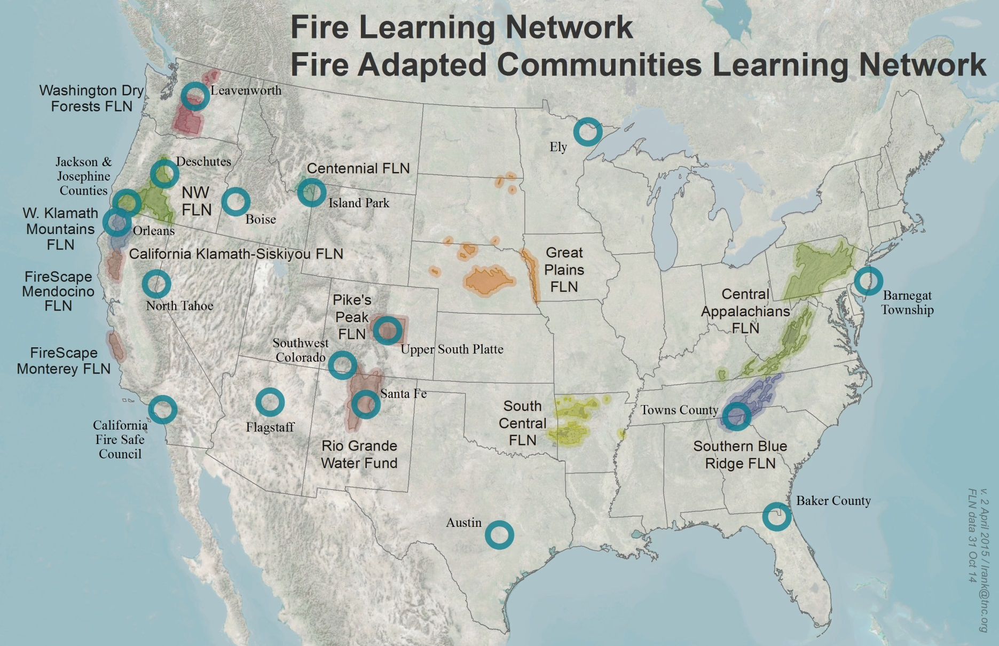 Fire Learning Network
Fire Adapted Communities Learning Network
Washington Dry
Forests FLN
Leavenworth
Ely
Jackson &
Josephine
Counties
Deschutes
NW
FLN
Centennial FLN
Island Park
Boise
W. Klamath
Mountains
FLN
Orleans
California Klamath-Siskiyou FLN
FireScape
Mendocino
FLN
North Tahoe
Great
Plains
FLN
Pike's
Peak
FLN
Upper South Platte
Southwest
Colorado
Central
Appalachians
FLN
Barnegat
Township
FireScape
Monterey FLN
Santa Fe
Flagstaff
California
Fire Safe
Council
Rio Grande
Water Fund
South
Central
FLN
Towns County
Southern Blue
Ridge FLN
Baker County
Austin
v. 2 April 2015 / lrank@tnc.org
FLN data 31 Oct 14